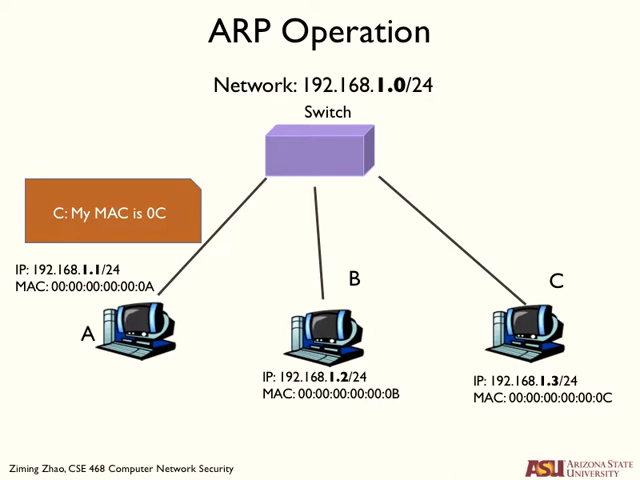 ARP Operation
Network: 192.168.1.0/24
Switch
C: My MAC is 0C
IP: 192.168.1.1/24
MAC: 00:00:00:00:00:0A
A
B
IP: 192.168.1.2/24
MAC: 00:00:00:00:00:0B
C
IP: 192.168.1.3/24
MAC: 00:00:00:00:00:0C
Ziming Zhao, CSE 468 Computer Network Security
ASU ARIZONA STATE
UNIVERSITY